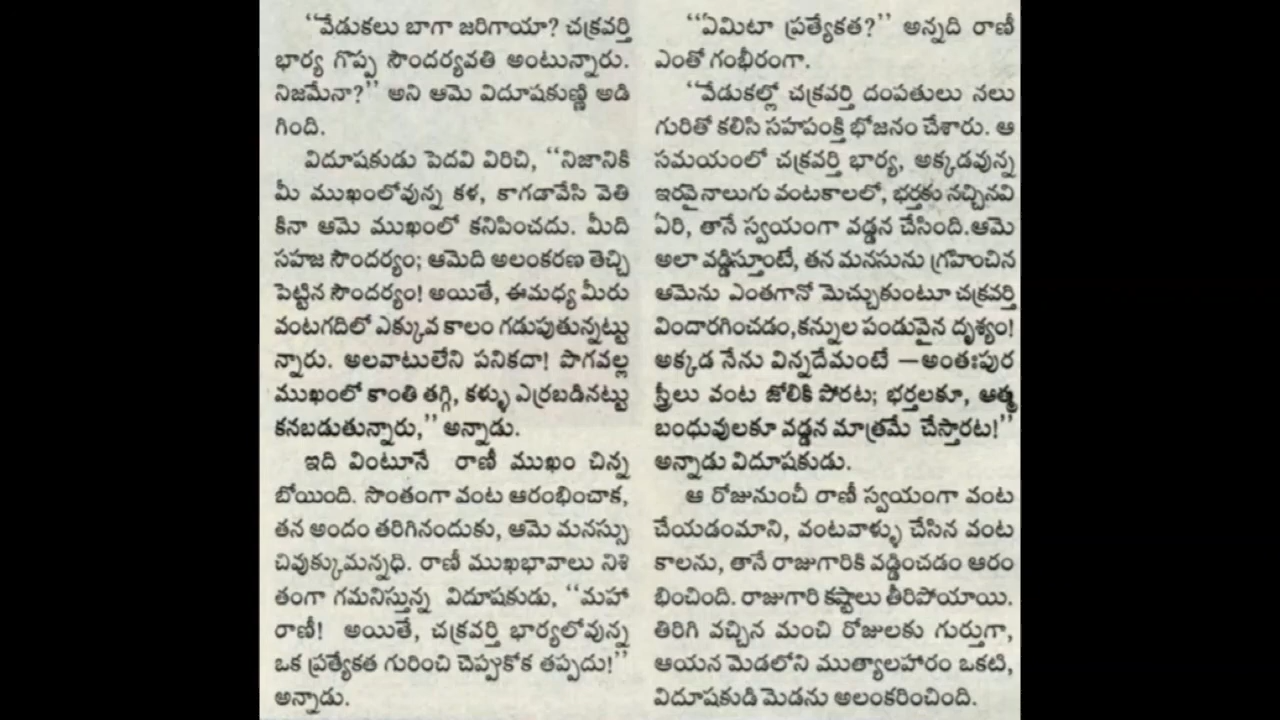 “వేడుకలు బాగా జరిగాయా? చక్రవర్తి
భార్య గొప్ప సౌందర్యవతి అంటున్నారు.
నిజమేనా?” అని ఆమె విదూషకుణ్ణి అడి
గింది.
విదూషకుడు పెదవి విరిచి, “నిజానికి
మీ ముఖంలోవున్న కళ, కాగడావేసి వెతి
కినా ఆమె ముఖంలో కనిపించదు. మీది
సహజ సౌందర్యం; ఆమెది అలంకరణ తెచ్చి
పెట్టిన సౌందర్యం! అయితే, ఈమధ్య మీరు
వంటగదిలో ఎక్కువ కాలం గడుపుతున్నట్టు
న్నారు. అలవాటులేని పనికదా! పొగవల్ల
ముఖంలో కాంతి తగ్గి, కళ్ళు ఎర్రబడినట్టు
కనబడుతున్నారు,” అన్నాడు.
ఇది వింటూనే రాణీ ముఖం చిన్న
బోయింది. సొంతంగా వంట ఆరంభించాక,
తన అందం తరిగినందుకు, ఆమె మనస్సు
చివుక్కుమన్నధి. రాణీ ముఖభావాలు నిశి
తంగా గమనిస్తున్న విదూషకుడు, “మహా
రాణీ! అయితే, చక్రవర్తి భార్యలోవున్న
ఒక ప్రత్యేకత గురించి చెప్పుకోక తప్పదు!”
అన్నాడు.
“ఏమిటా ప్రత్యేకత?” అన్నది రాణీ
ఎంతో గంభీరంగా.
“వేడుకల్లో చక్రవర్తి దంపతులు నలు
గురితో కలిసి సహపంక్తి భోజనం చేశారు. ఆ
సమయంలో చక్రవర్తి భార్య, అక్కడవున్న
ఇరవైనాలుగు వంటకాలలో, భర్తకు నచ్చినవి
ఏరి, తానే స్వయంగా వడ్డన చేసింది.ఆమె
అలా వడ్డిస్తూంటే, తన మనసును గ్రహించిన
ఆమెను ఎంతగానో మెచ్చుకుంటూ చక్రవర్తి
విందారగించడం,కన్నుల పండువైన దృశ్యం!
అక్కడ నేను విన్నదేమంటే —అంతఃపుర
స్త్రీలు వంట జోలికి పోరట; భర్తలకూ, ఆత్మ
బంధువులకూ వడ్డన మాత్రమే చేస్తారట!”
అన్నాడు విదూషకుడు.
ఆ రోజునుంచీ రాణీ స్వయంగా వంట
చేయడంమాని, వంటవాళ్ళు చేసిన వంట
కాలను, తానే రాజుగారికి వడ్డించడం ఆరం
భించింది. రాజుగారి కష్టాలు తీరిపోయాయి.
తిరిగి వచ్చిన మంచి రోజులకు గుర్తుగా,
ఆయన మెడలోని ముత్యాలహారం ఒకటి,
విదూషకుడి మెడను అలంకరించింది.